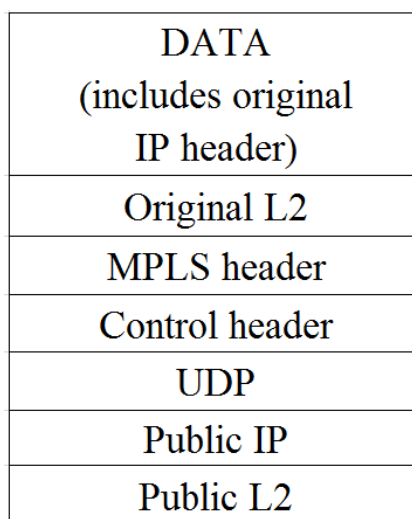 DATA
(includes original
IP header)
Original L2
MPLS header
Control header
UDP
Public IP
Public L2